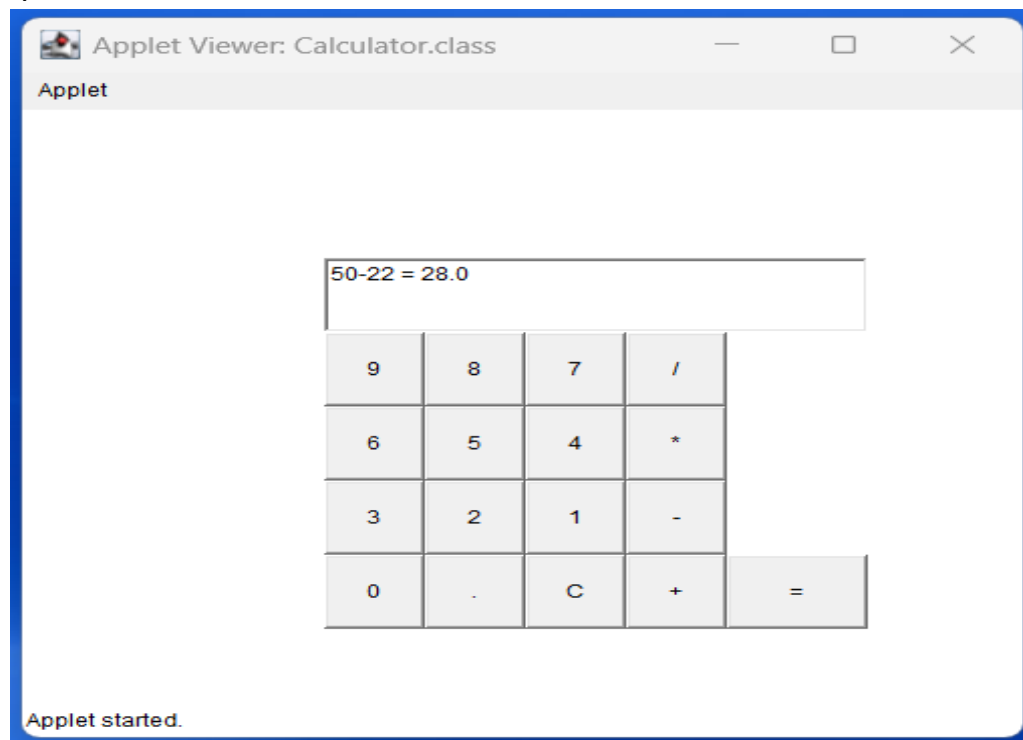 Applet Viewer: Calculator.class
Applet
50-22 = 28.0
9 8 7 /
6 5 4 *
3 2 1 -
0 . C + =
Applet started.